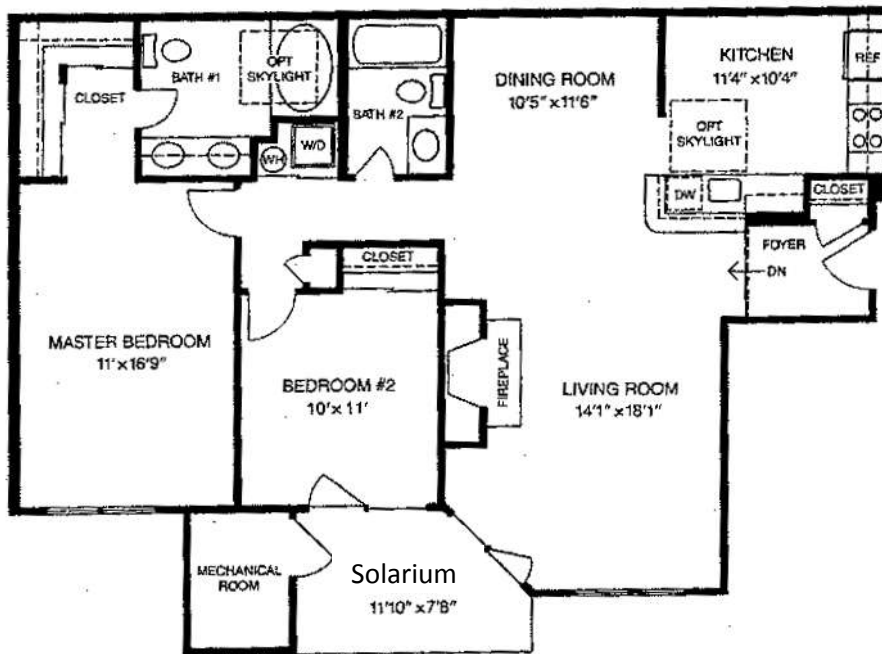 OPT
SKYLIGHT
BATH #1
CLOSET
BATH #2
WH
W/D
DINING ROOM
10'5" x 11'6"
KITCHEN
11'4" x 10'4"
REF
OPT
SKYLIGHT
DW
CLOSET
FOYER
DN
CLOSET
MASTER BEDROOM
11' x 16'9"
BEDROOM #2
10' x 11'
FIREPLACE
LIVING ROOM
14'1" x 18'1"
MECHANICAL
ROOM
Solarium
11'10" x 7'8"